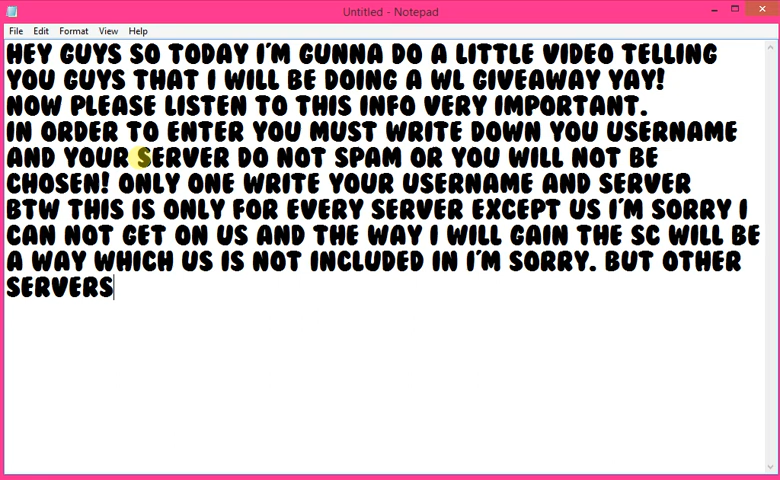 Untitled - Notepad
File Edit Format View Help
HEY GUYS SO TODAY I'M GUNNA DO A LITTLE VIDEO TELLING
YOU GUYS THAT I WILL BE DOING A WL GIVEAWAY YAY!
NOW PLEASE LISTEN TO THIS INFO VERY IMPORTANT.
IN ORDER TO ENTER YOU MUST WRITE DOWN YOU USERNAME
AND YOUR SERVER DO NOT SPAM OR YOU WILL NOT BE
CHOSEN! ONLY ONE WRITE YOUR USERNAME AND SERVER
BTW THIS IS ONLY FOR EVERY SERVER EXCEPT US I'M SORRY I
CAN NOT GET ON US AND THE WAY I WILL GAIN THE SC WILL BE
A WAY WHICH US IS NOT INCLUDED IN I'M SORRY. BUT OTHER
SERVERS